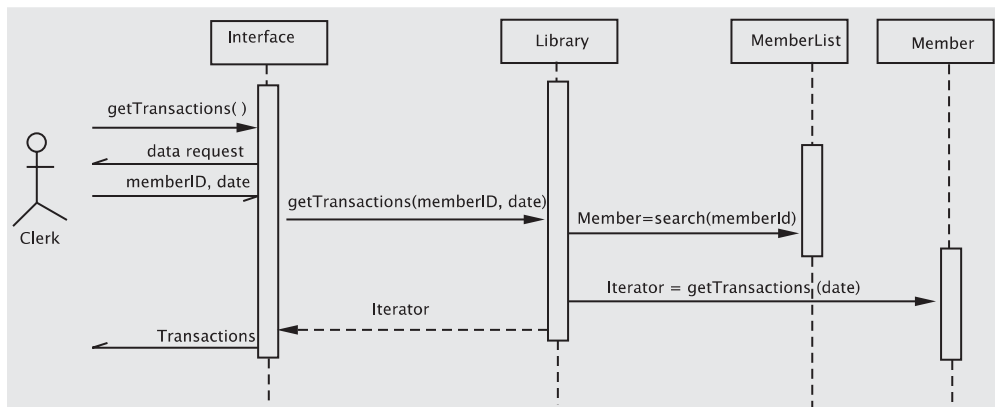 Interface
Library
MemberList
Member
getTransactions( )
data request
memberID, date
getTransactions(memberID, date)
Member=search(memberId)
Clerk
Iterator = getTransactions (date)
Iterator
Transactions